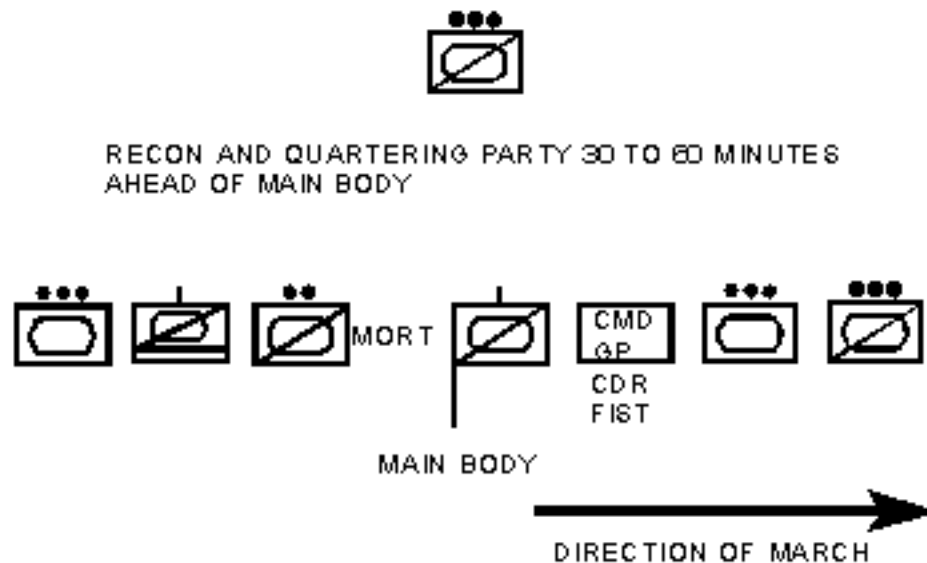 RECON AND QUARTERING PARTY 30 TO 60 MINUTES
AHEAD OF MAIN BODY
MORT
CMD
GP
CDR
FIST
MAIN BODY
DIRECTION OF MARCH